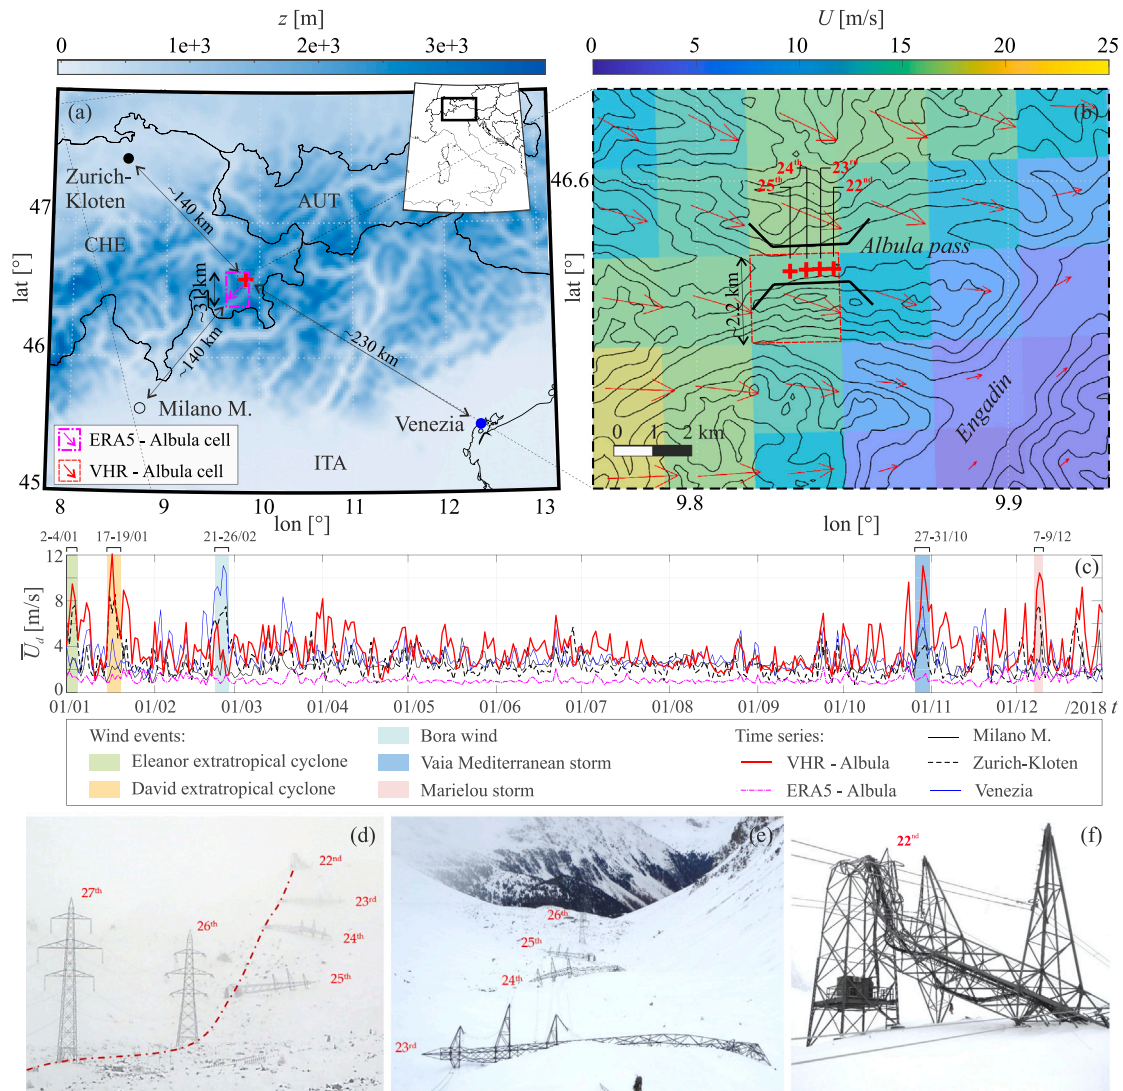 z [m]
0 1e+3 2e+3 3e+3
U [m/s]
0 5 10 15 20 25
(a)
Zurich-
Kloten
~140 km
AUT
CHE
~31 km
~140 km
~230 km
Milano M.
Venezia
ITA
ERA5 - Albula cell
VHR - Albula cell
lat [°]
47
46
45
8 9 10 11 12 13
lon [°]
(b)
24th 23rd
25th 22nd
Albula pass
~2.2 km
Engadin
0 1 2 km
lat [°]
46.6
9.8 9.9
lon [°]
2-4/01 17-19/01 21-26/02 27-31/10 7-9/12
(c)
U_d [m/s]
12
8
4
0
01/01 01/02 01/03 01/04 01/05 01/06 01/07 01/08 01/09 01/10 01/11 01/12 /2018 t
Wind events:
Eleanor extratropical cyclone
David extratropical cyclone
Bora wind
Vaia Mediterranean storm
Marielou storm
Time series:
VHR - Albula
ERA5 - Albula
Milano M.
Zurich-Kloten
Venezia
(d)
22nd
27th
23rd
26th
24th
25th
(e)
26th
25th
24th
23rd
(f)
22nd